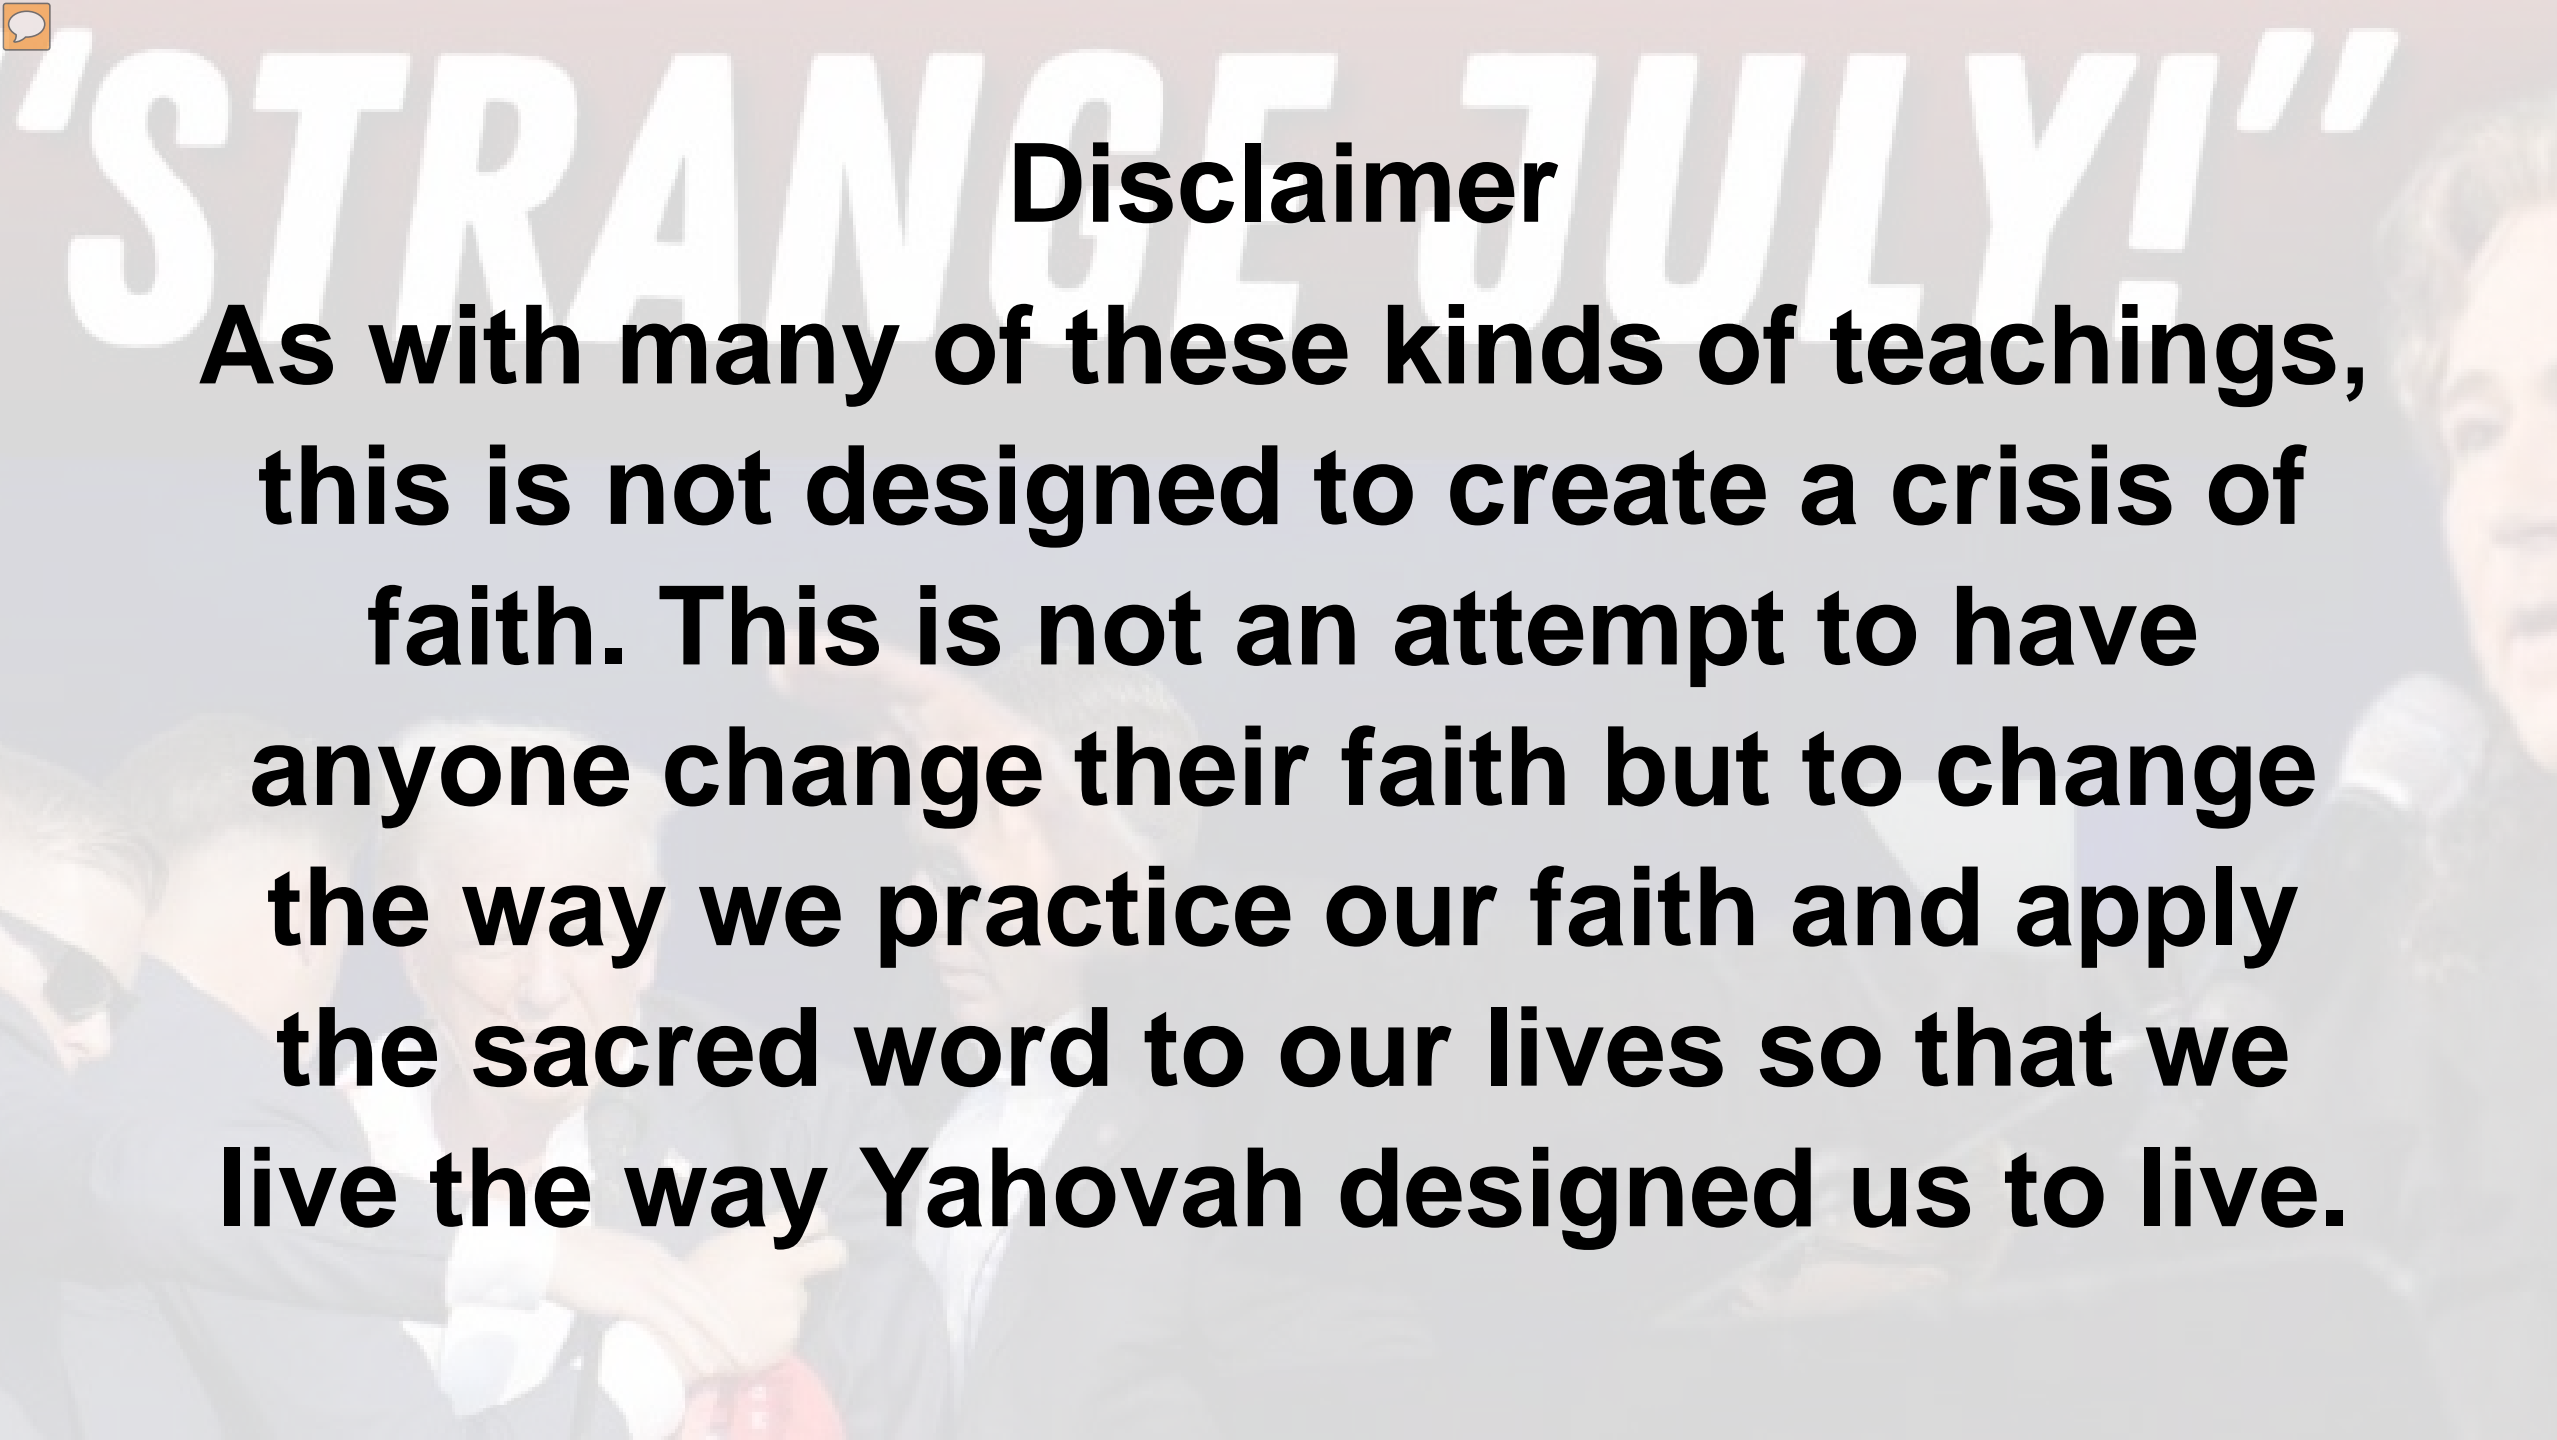 "STRANGE JULY!"
Disclaimer
As with many of these kinds of teachings,
this is not designed to create a crisis of
faith. This is not an attempt to have
anyone change their faith but to change
the way we practice our faith and apply
the sacred word to our lives so that we
live the way Yahovah designed us to live.